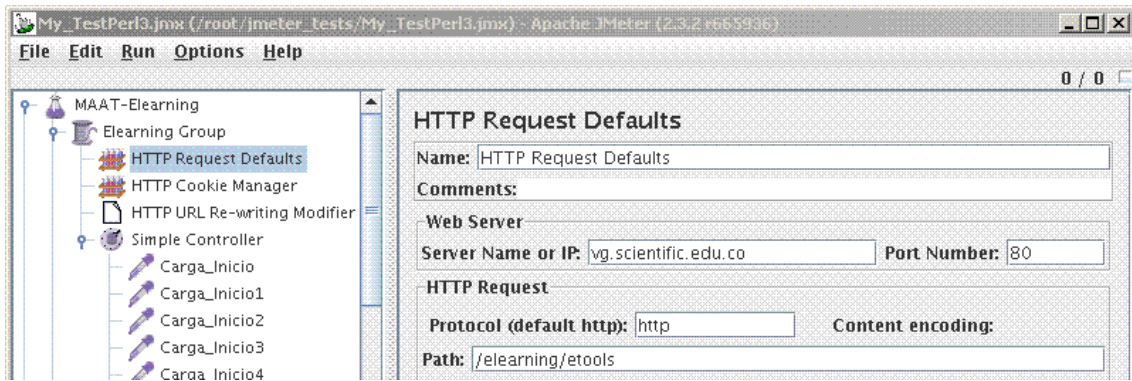 My_TestPerl3.jmx (/root/jmeter_tests/My_TestPerl3.jmx) - Apache JMeter (2.3.2 r665936)
File Edit Run Options Help
0 / 0
MAAT-Elearning
Elearning Group
HTTP Request Defaults
HTTP Cookie Manager
HTTP URL Re-writing Modifier
Simple Controller
Carga_Inicio
Carga_Inicio1
Carga_Inicio2
Carga_Inicio3
Carga_Inicio4
HTTP Request Defaults
Name: HTTP Request Defaults
Comments:
Web Server
Server Name or IP: vg.scientific.edu.co Port Number: 80
HTTP Request
Protocol (default http): http Content encoding:
Path: /elearning/etools